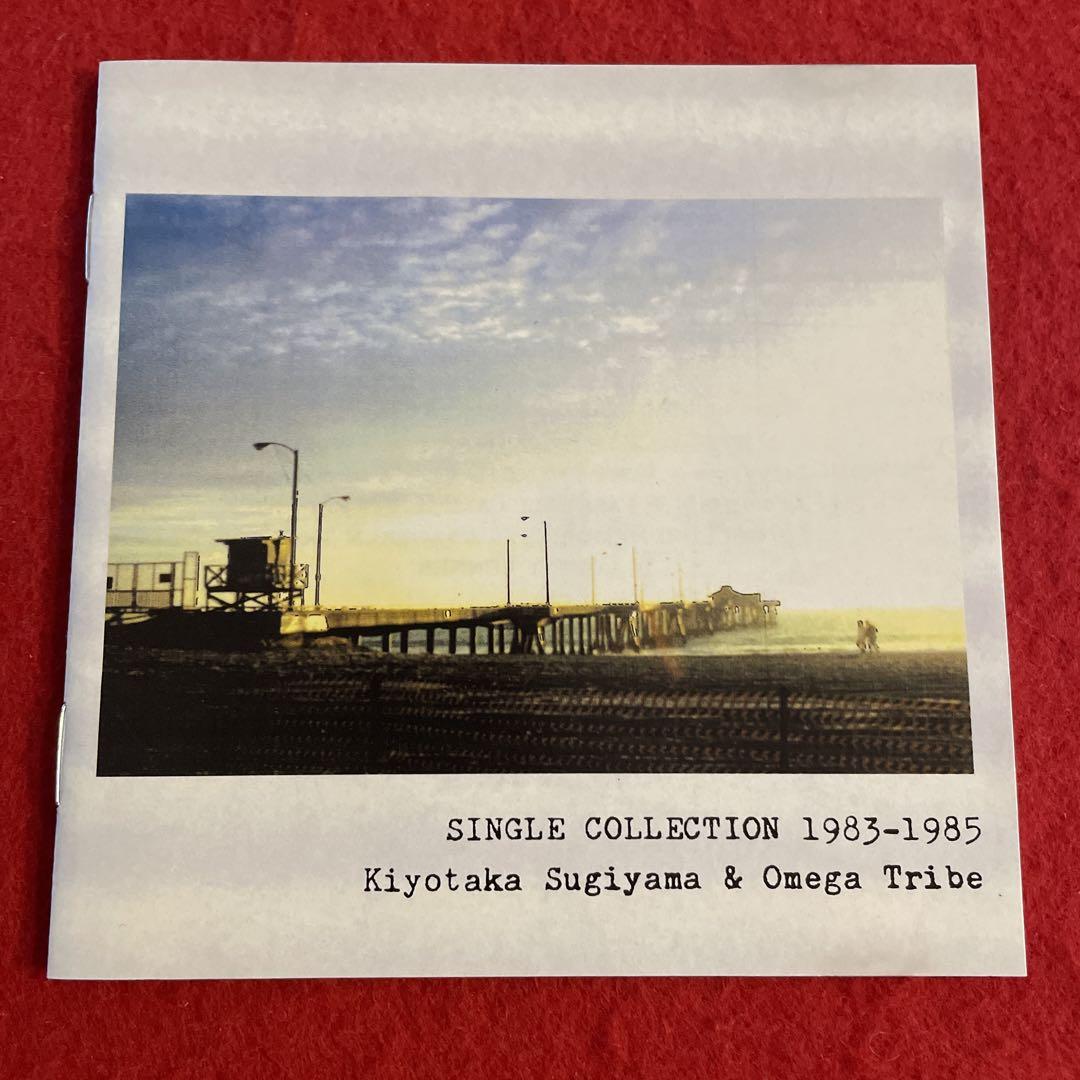 SINGLE COLLECTION 1983-1985
Kiyotaka Sugiyama & Omega Tribe